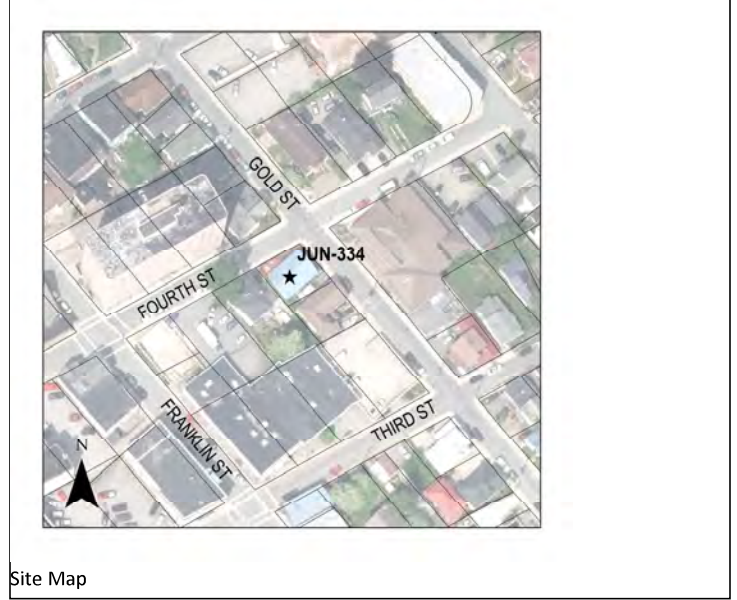 GOLD ST
JUN-334
FOURTH ST
FRANKLIN ST
THIRD ST
N
Site Map